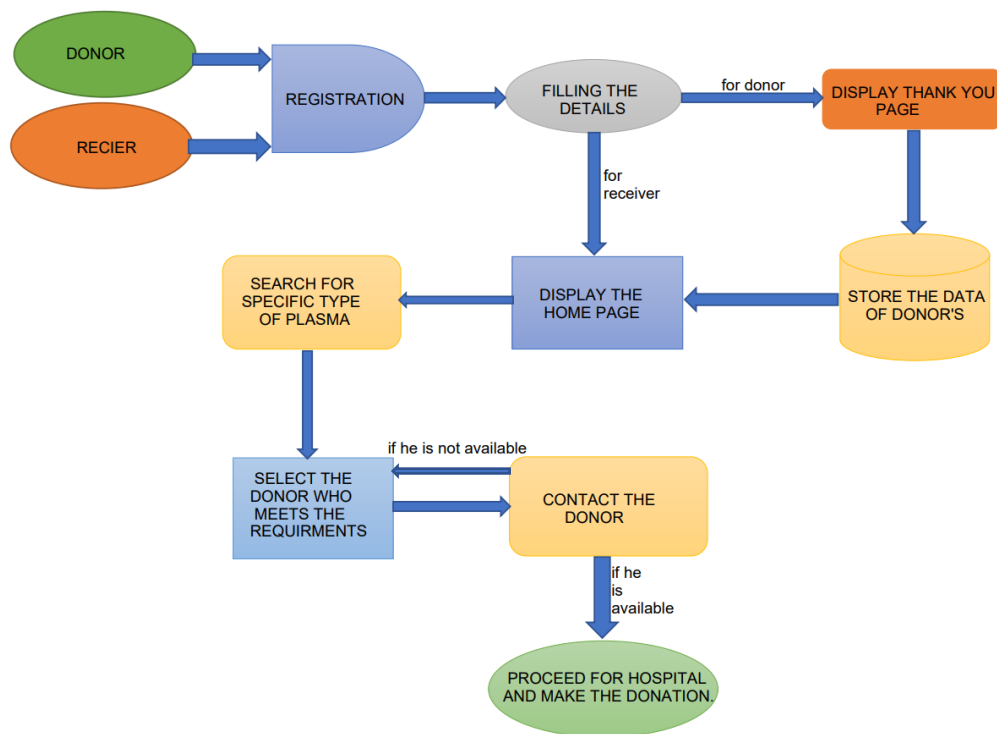 DONOR
REGISTRATION
RECIER
FILLING THE
DETAILS
for donor
DISPLAY THANK YOU
PAGE
for
receiver
SEARCH FOR
SPECIFIC TYPE
OF PLASMA
DISPLAY THE
HOME PAGE
STORE THE DATA
OF DONOR'S
if he is not available
SELECT THE
DONOR WHO
MEETS THE
REQUIRMENTS
CONTACT THE
DONOR
if he
is
available
PROCEED FOR HOSPITAL
AND MAKE THE DONATION.